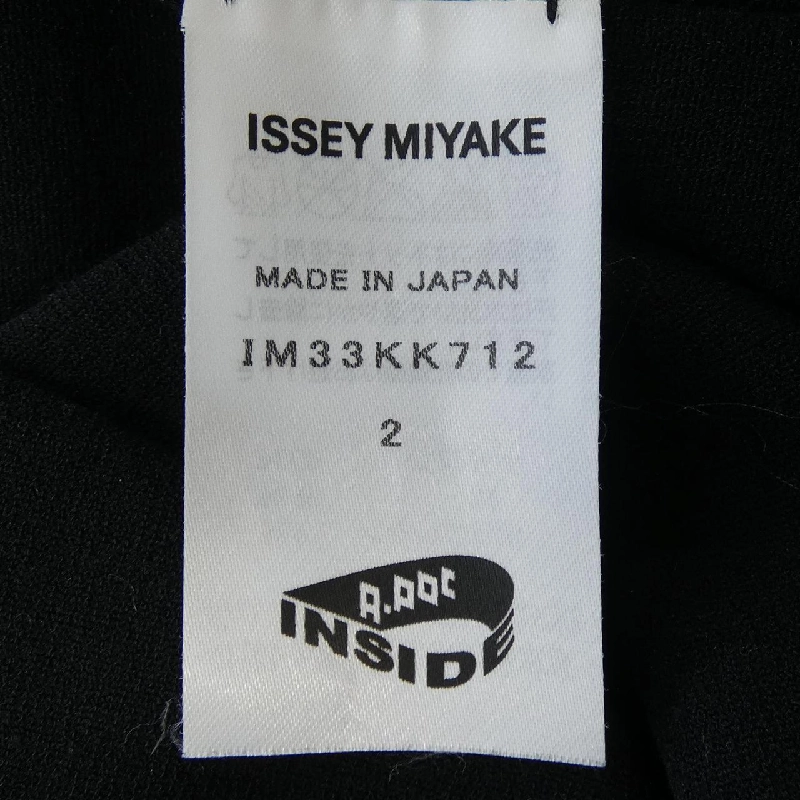 ISSEY MIYAKE
MADE IN JAPAN
IM33KK712
2
A-POC
INSIDE